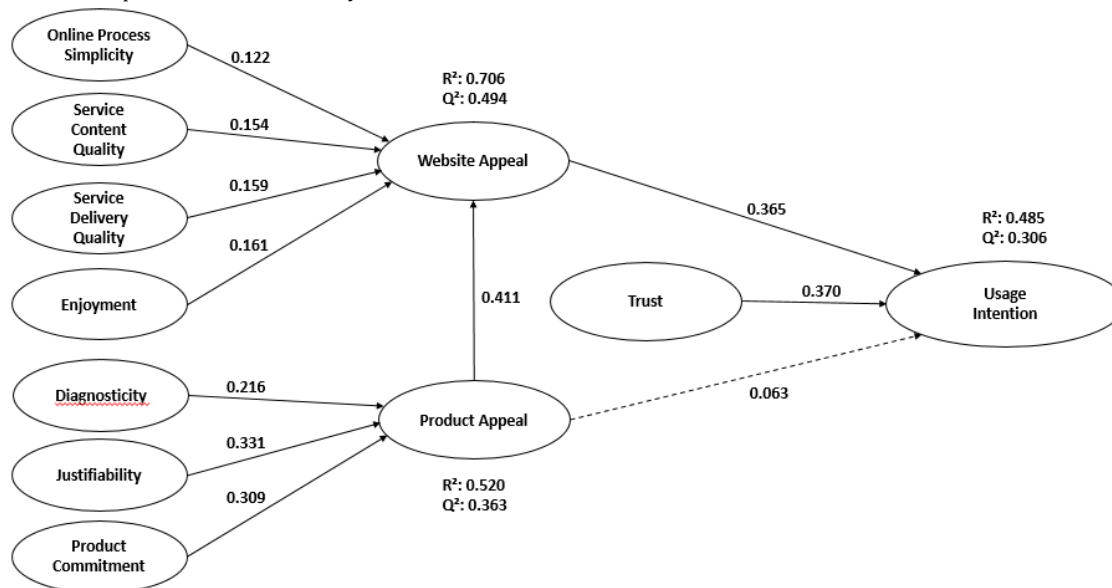 Online Process
Simplicity
0.122
R²: 0.706
Q²: 0.494
Service
Content
Quality
0.154
Website Appeal
Service
Delivery
Quality
0.159
0.365
R²: 0.485
Q²: 0.306
0.161
Enjoyment
0.411
Trust
0.370
Usage
Intention
Diagnosticity
0.216
0.063
Product Appeal
Justifiability
0.331
R²: 0.520
Q²: 0.363
0.309
Product
Commitment